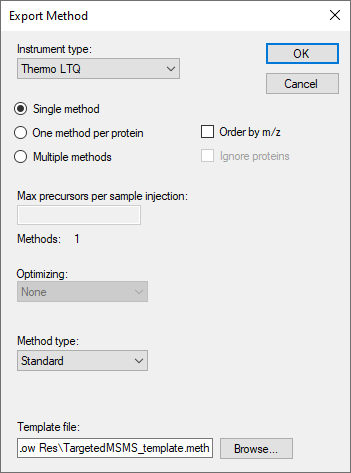 Export Method
Instrument type:
Thermo LTQ
OK
Cancel
Single method
One method per protein
Order by m/z
Multiple methods
Ignore proteins
Max precursors per sample injection:
Methods: 1
Optimizing:
None
Method type:
Standard
Template file:
.ow Res\TargetedMSMS_template.meth
Browse...